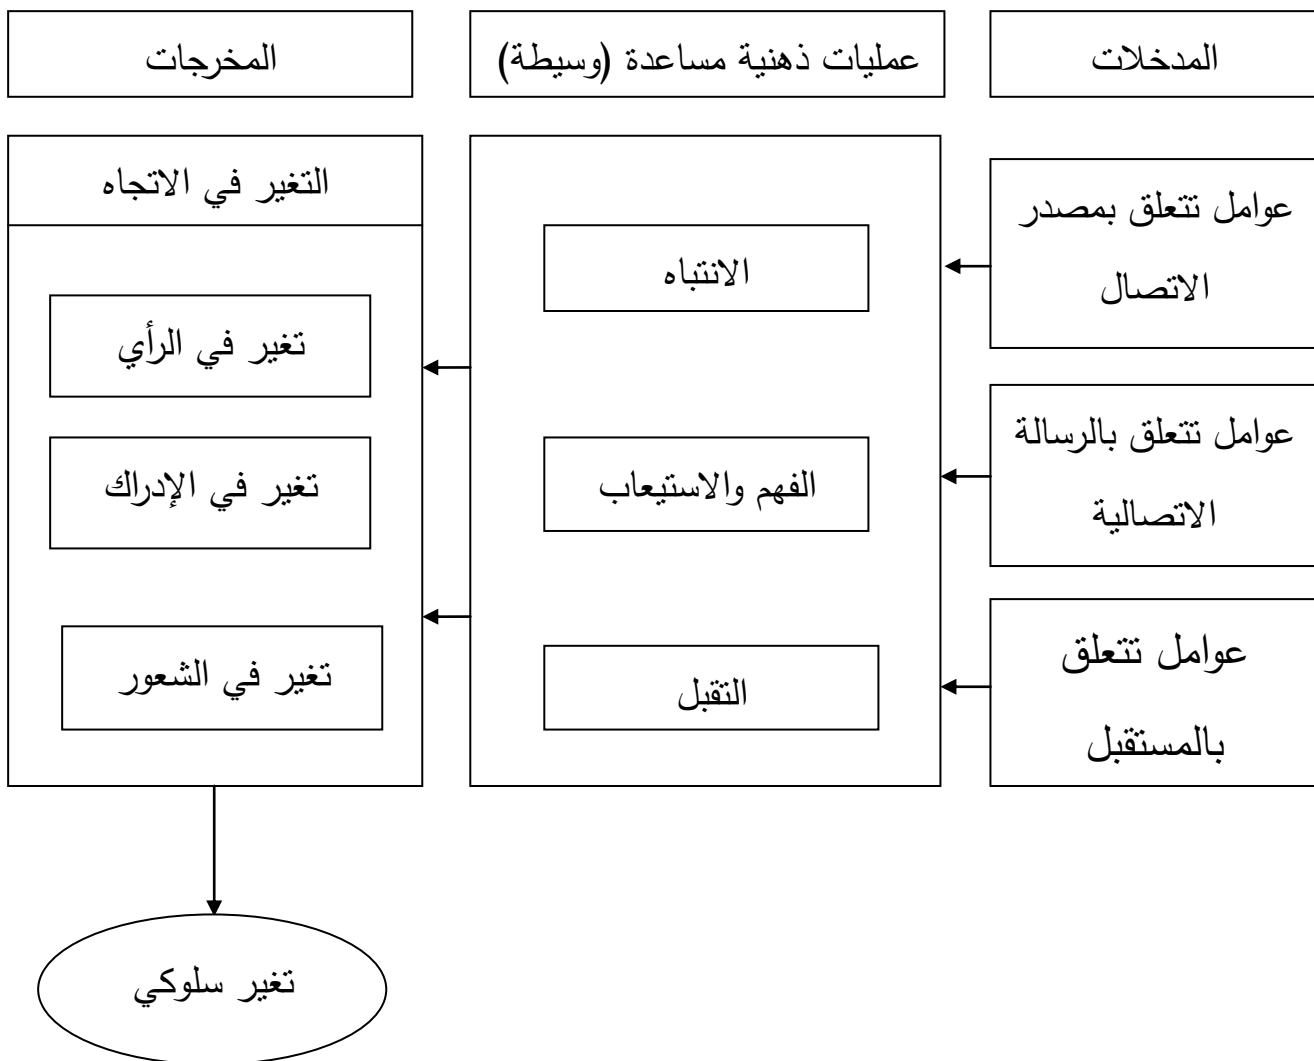 المدخلات
عمليات ذهنية مساعدة (وسيطة)
المخرجات
عوامل تتعلق بمصدر
الاتصال
عوامل تتعلق بالرسالة
الاتصالية
عوامل تتعلق
بالمستقبل
الانتباه
الفهم والاستيعاب
التقبل
التغير في الاتجاه
تغير في الرأي
تغير في الإدراك
تغير في الشعور
تغير سلوكي